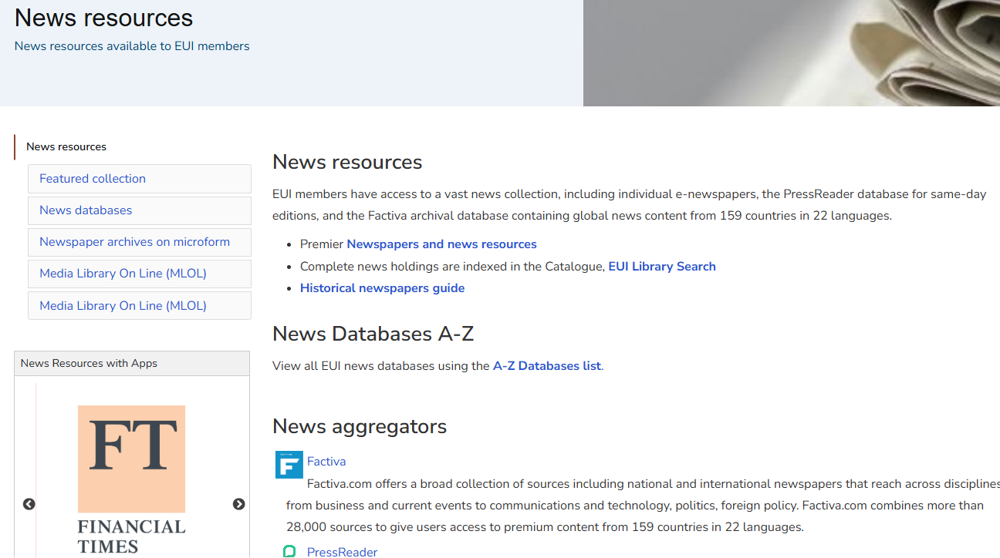 News resources
News resources available to EUI members
News resources
Featured collection
News databases
Newspaper archives on microform
Media Library On Line (MLOL)
Media Library On Line (MLOL)
News Resources with Apps
FT
FINANCIAL
TIMES
News resources
EUI members have access to a vast news collection, including individual e-newspapers, the PressReader database for same-day
editions, and the Factiva archival database containing global news content from 159 countries in 22 languages.
Premier Newspapers and news resources
Complete news holdings are indexed in the Catalogue, EUI Library Search
Historical newspapers guide
News Databases A-Z
View all EUI news databases using the A-Z Databases list.
News aggregators
F
Factiva
Factiva.com offers a broad collection of sources including national and international newspapers that reach across disciplines
from business and current events to communications and technology, politics, foreign policy. Factiva.com combines more than
28,000 sources to give users access to premium content from 159 countries in 22 languages.
PressReader